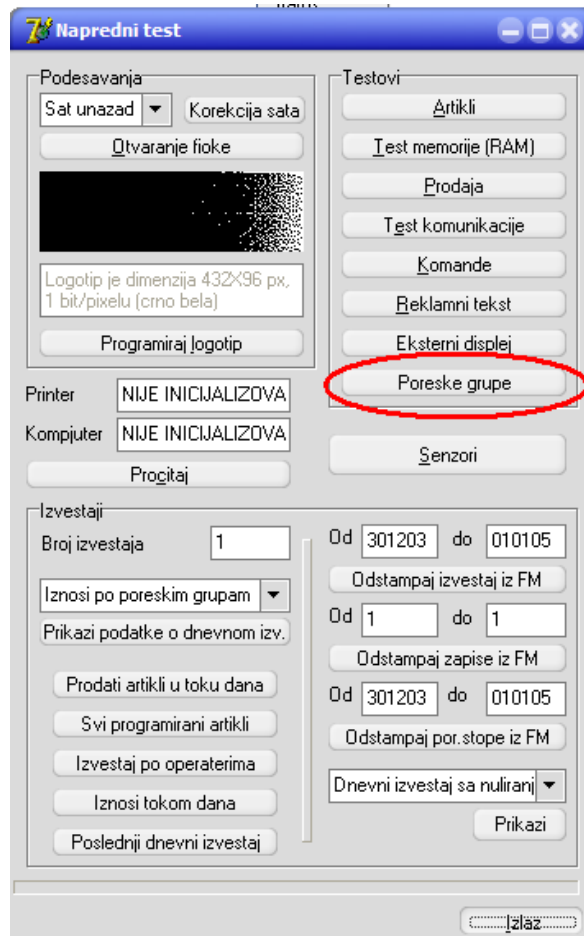 Napredni test
Podesavanja
Sat unazad
Korekcija sata
Otvaranje fioke
Logotip je dimenzija 432X96 px,
1 bit/pixelu (crno bela)
Programiraj logotip
Printer
NIJE INICIJALIZOVA
Kompjuter
NIJE INICIJALIZOVA
Procitaj
Testovi
Artikli
Test memorije (RAM)
Prodaja
Test komunikacije
Komande
Reklamni tekst
Eksterni displej
Poreske grupe
Senzori
Izvestaji
Broj izvestaja
1
Iznosi po poreskim grupam
Prikazi podatke o dnevnom izv.
Prodati artikli u toku dana
Svi programirani artikli
Izvestaj po operaterima
Iznosi tokom dana
Poslednji dnevni izvestaj
Od 301203 do 010105
Odstampaj izvestaj iz FM
Od 1 do 1
Odstampaj zapise iz FM
Od 301203 do 010105
Odstampaj por.stope iz FM
Dnevni izvestaj sa nuliranj
Prikazi
Izlaz